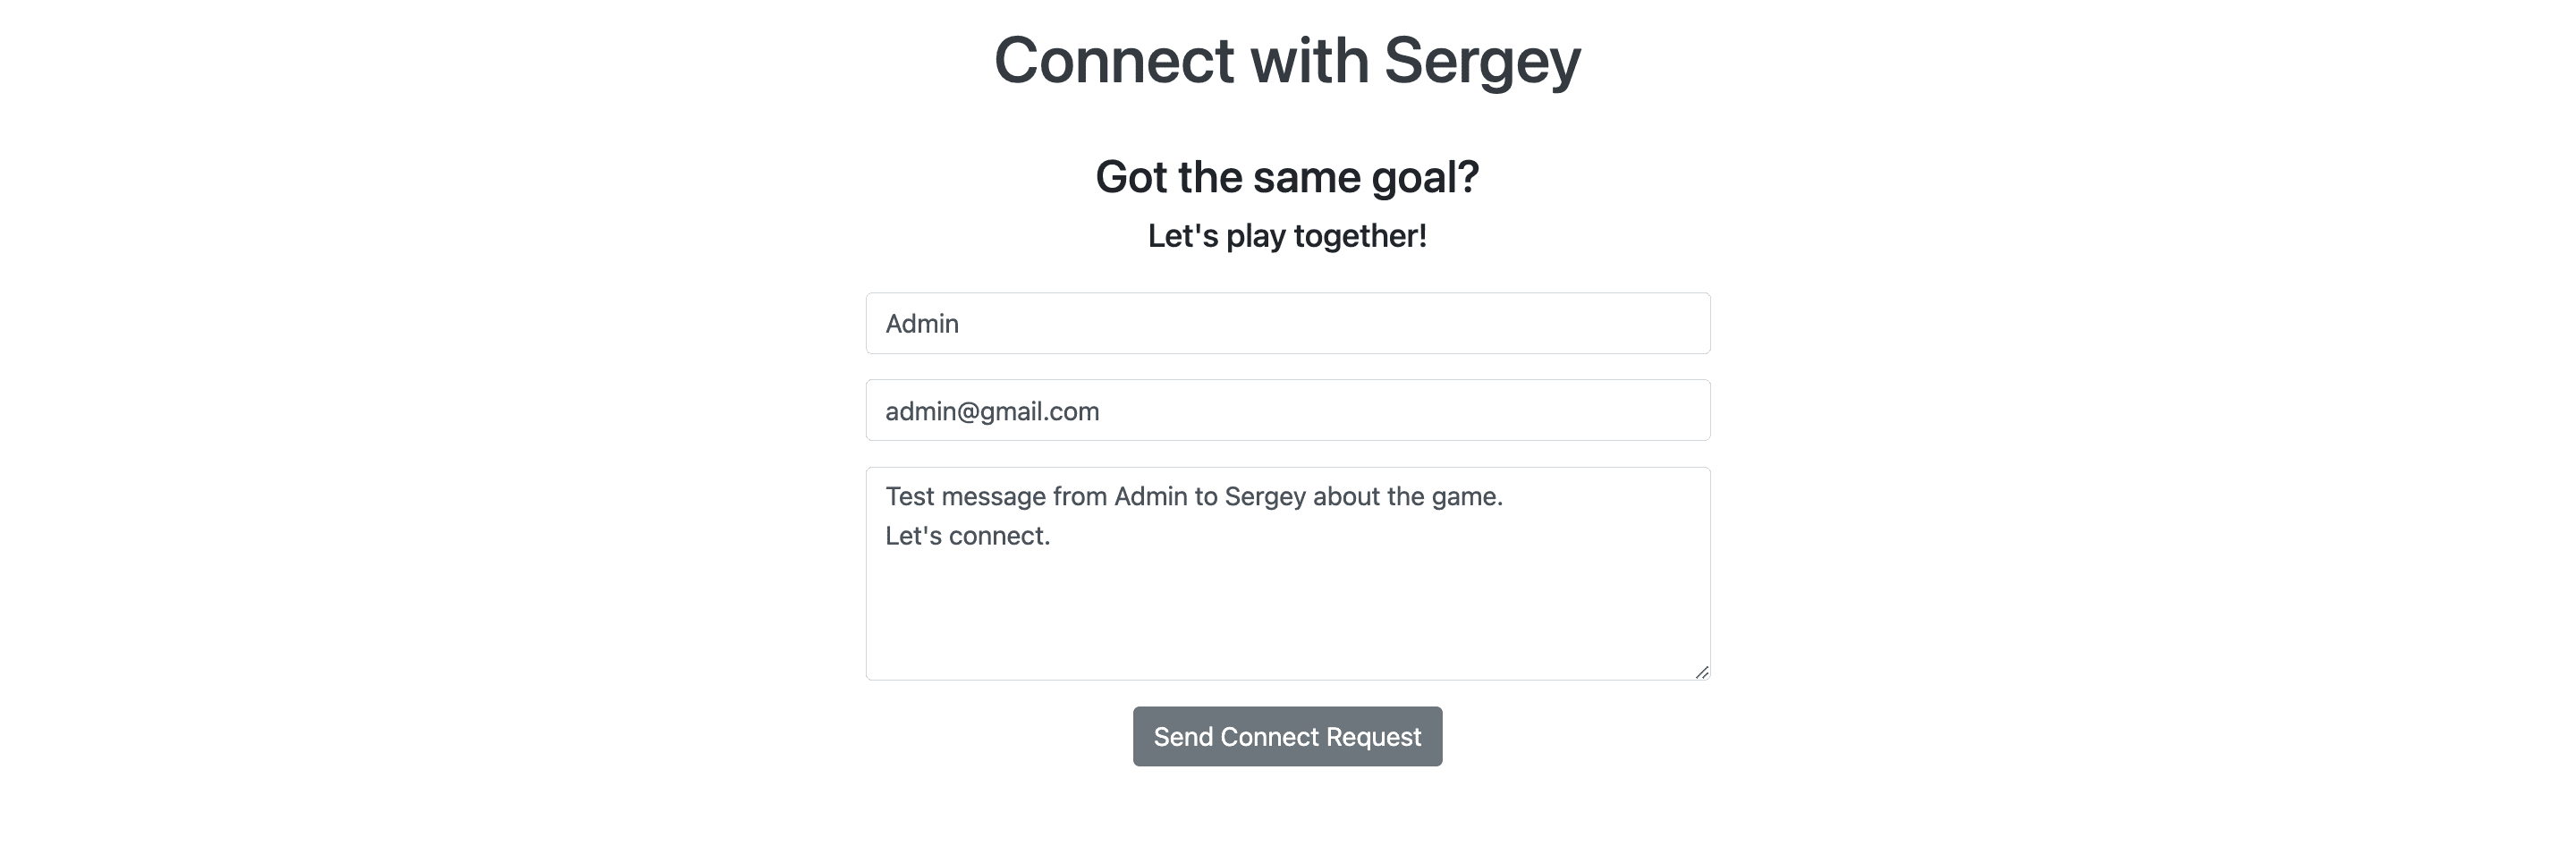 Connect with Sergey
Got the same goal?
Let's play together!
Admin
admin@gmail.com
Test message from Admin to Sergey about the game.
Let's connect.
Send Connect Request